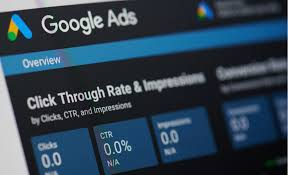 Google Ads
Overview
Click Through Rate & Impressions
by Clicks, CTR, and Impressions
Clicks
0.0
N/A
CTR
0.0%
N/A
Impressions
0.0
N/A